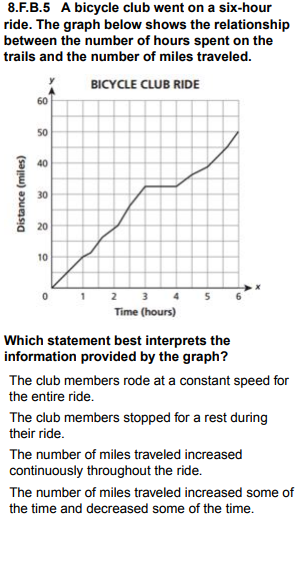 8.F.B.5 A bicycle club went on a six-hour
ride. The graph below shows the relationship
between the number of hours spent on the
trails and the number of miles traveled.
BICYCLE CLUB RIDE
y
60
50
40
30
20
10
Distance (miles)
0 1 2 3 4 5 6 x
Time (hours)
Which statement best interprets the
information provided by the graph?
The club members rode at a constant speed for
the entire ride.
The club members stopped for a rest during
their ride.
The number of miles traveled increased
continuously throughout the ride.
The number of miles traveled increased some of
the time and decreased some of the time.